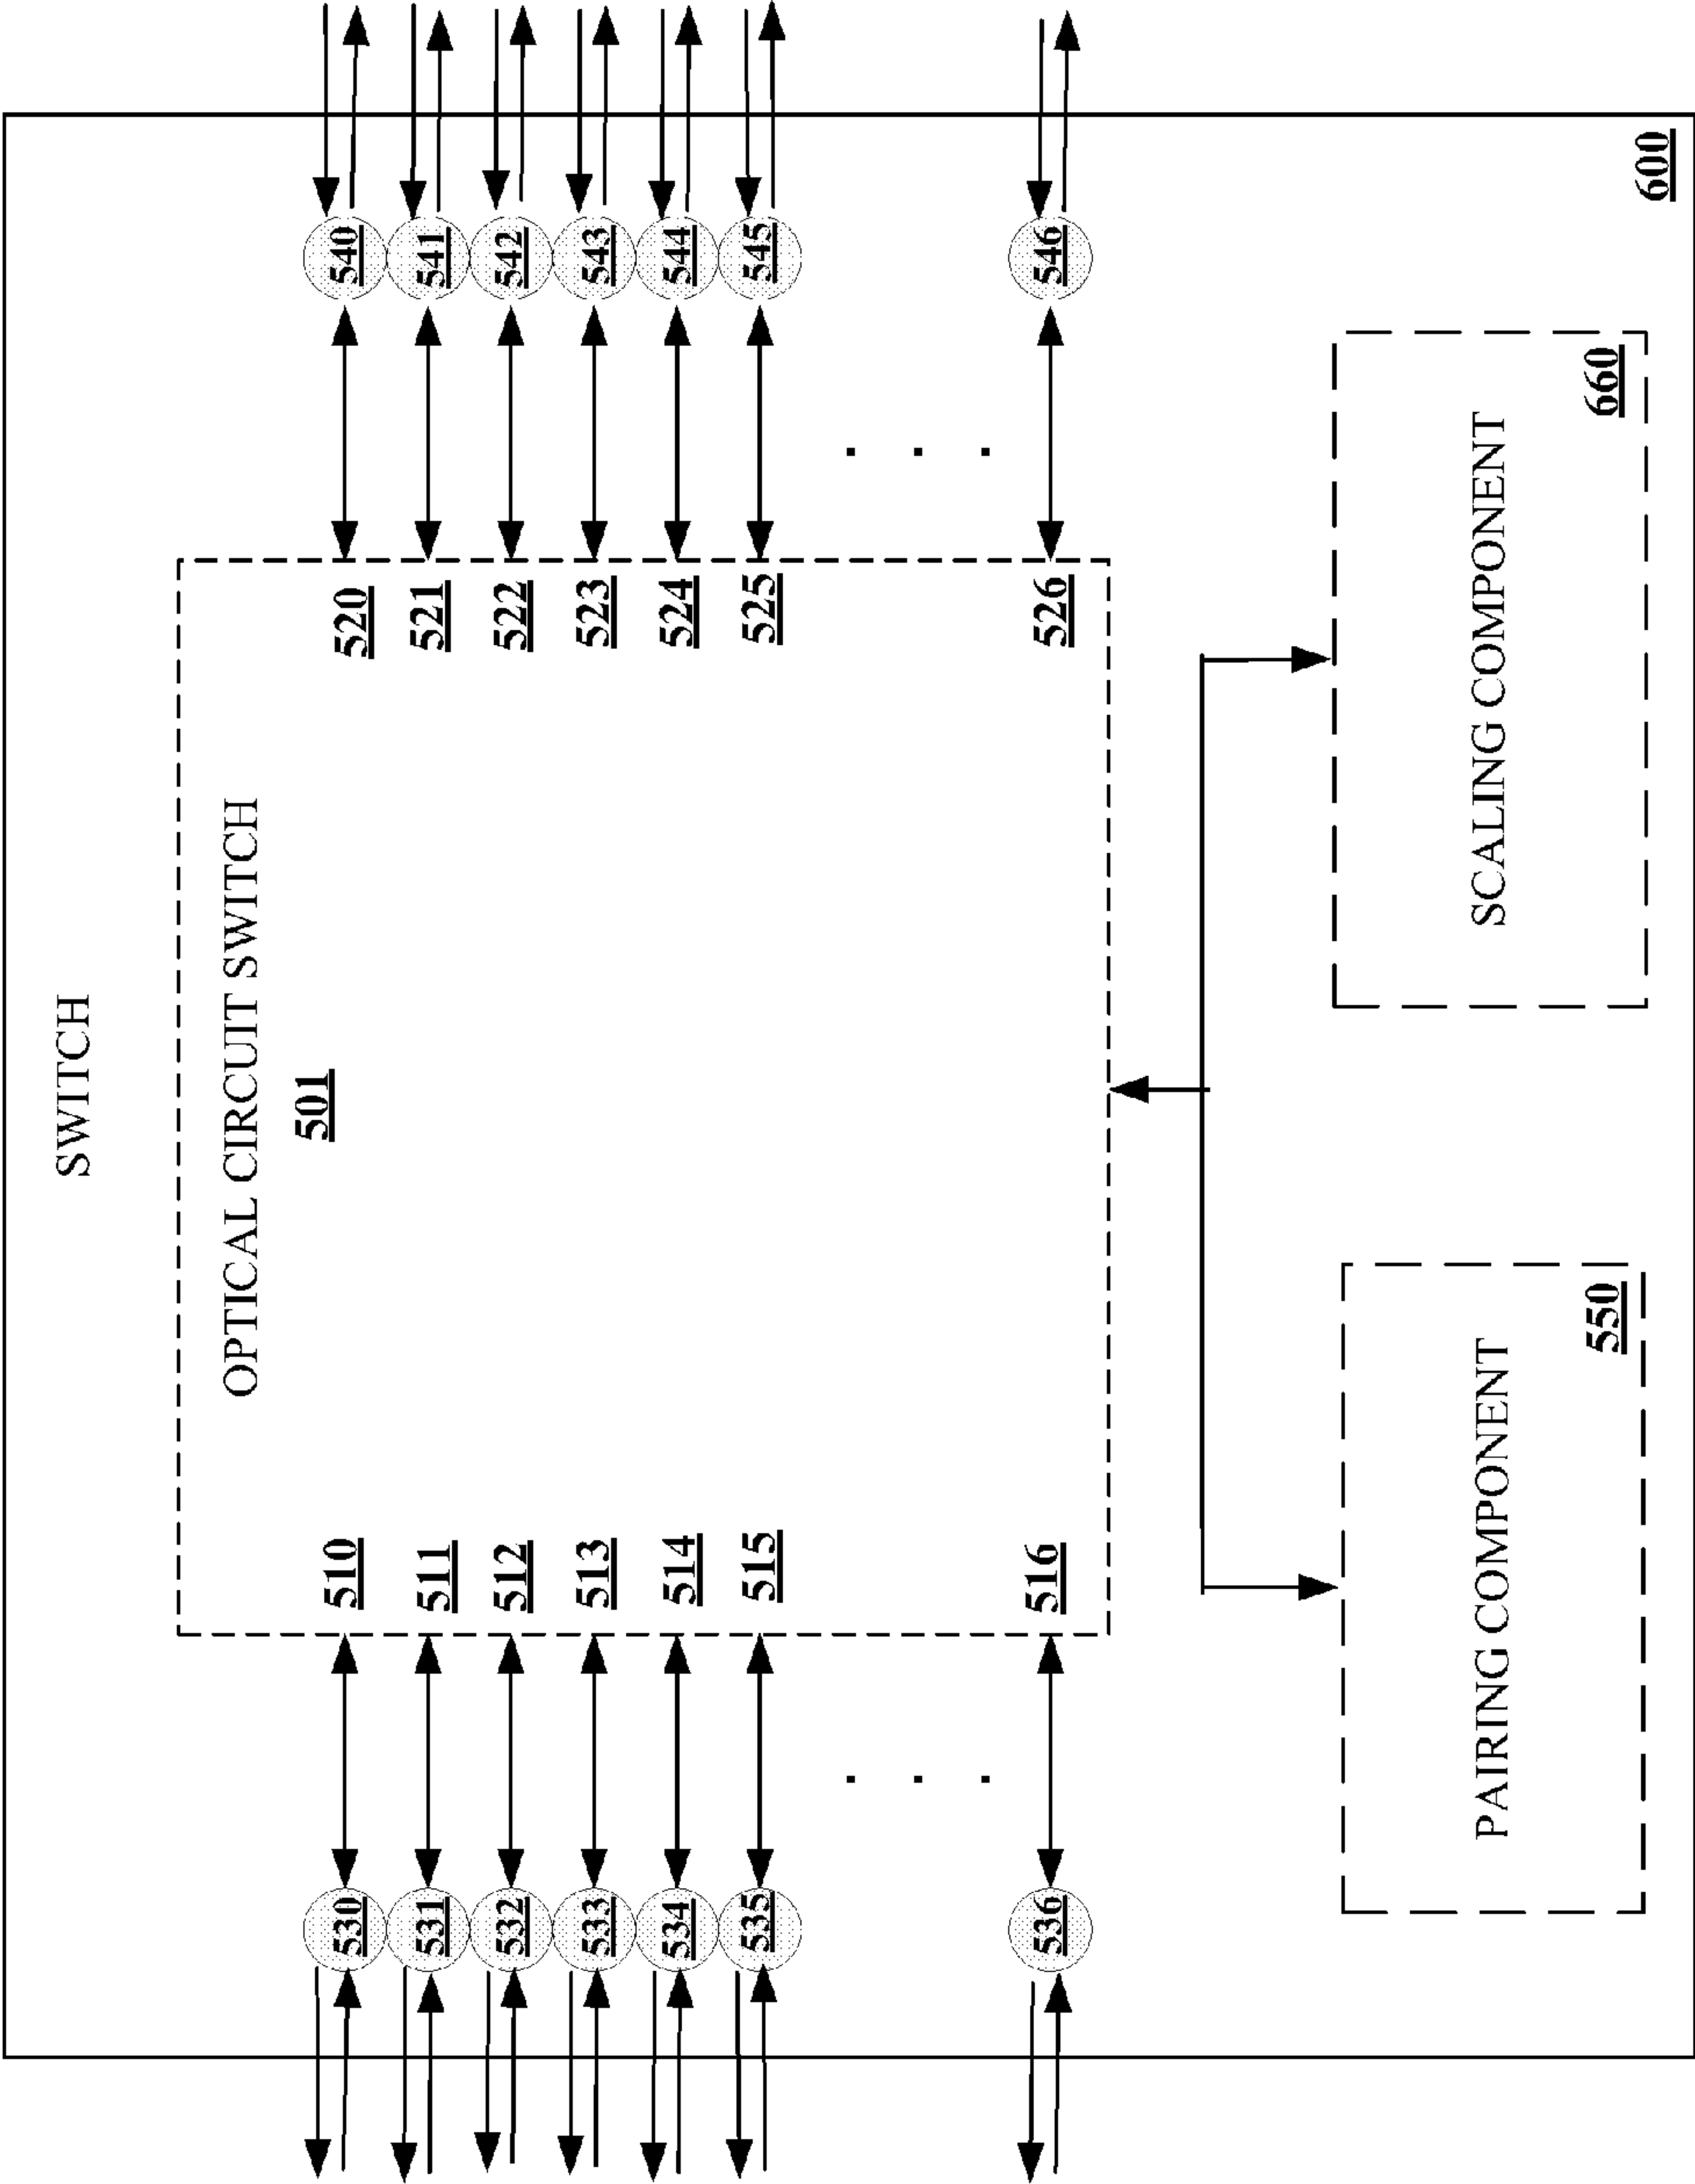 SWITCH
OPTICAL CIRCUIT SWITCH
501
530 510 520 540
531 511 521 541
532 512 522 542
533 513 523 543
534 514 524 544
535 515 525 545
. . . . . .
536 516 526 546
PAIRING COMPONENT
550
SCALING COMPONENT
660
600